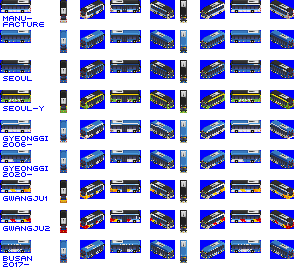 MANU-
FACTURE
SEOUL
SEOUL-Y
GYEONGGI
2006-
GYEONGGI
2020-
GWANGJU1
GWANGJU2
BUSAN
2017-